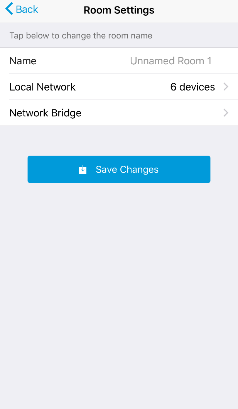 Back
Room Settings
Tap below to change the room name
Name
Unnamed Room 1
Local Network
6 devices
Network Bridge
Save Changes